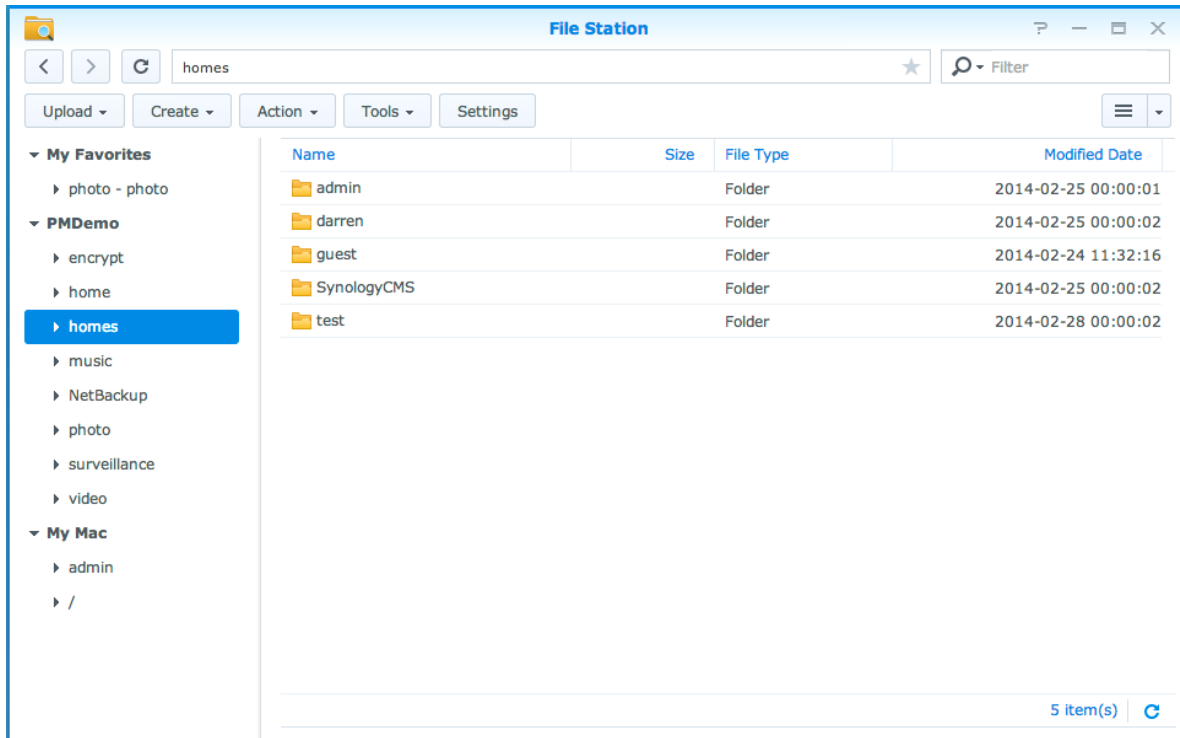 File Station
homes
Filter
Upload Create Action Tools Settings
My Favorites
photo - photo
PMDemo
encrypt
home
homes
music
NetBackup
photo
surveillance
video
My Mac
admin
/
Name Size File Type Modified Date
admin Folder 2014-02-25 00:00:01
darren Folder 2014-02-25 00:00:02
guest Folder 2014-02-24 11:32:16
SynologyCMS Folder 2014-02-25 00:00:02
test Folder 2014-02-28 00:00:02
5 item(s)